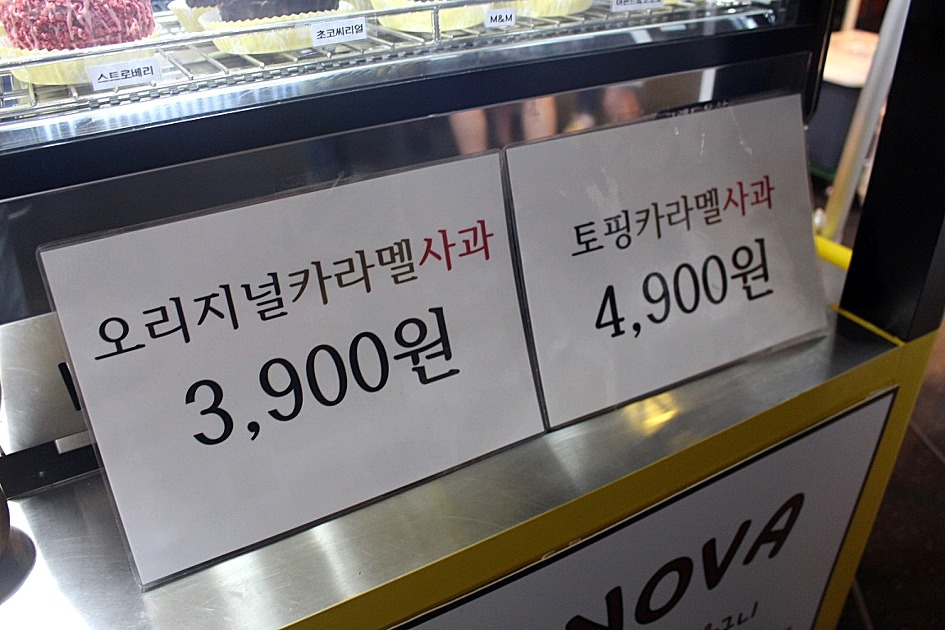 스트로베리
초코씨리얼
M&M
오리지널카라멜사과
3,900원
토핑카라멜사과
4,900원
NOVA